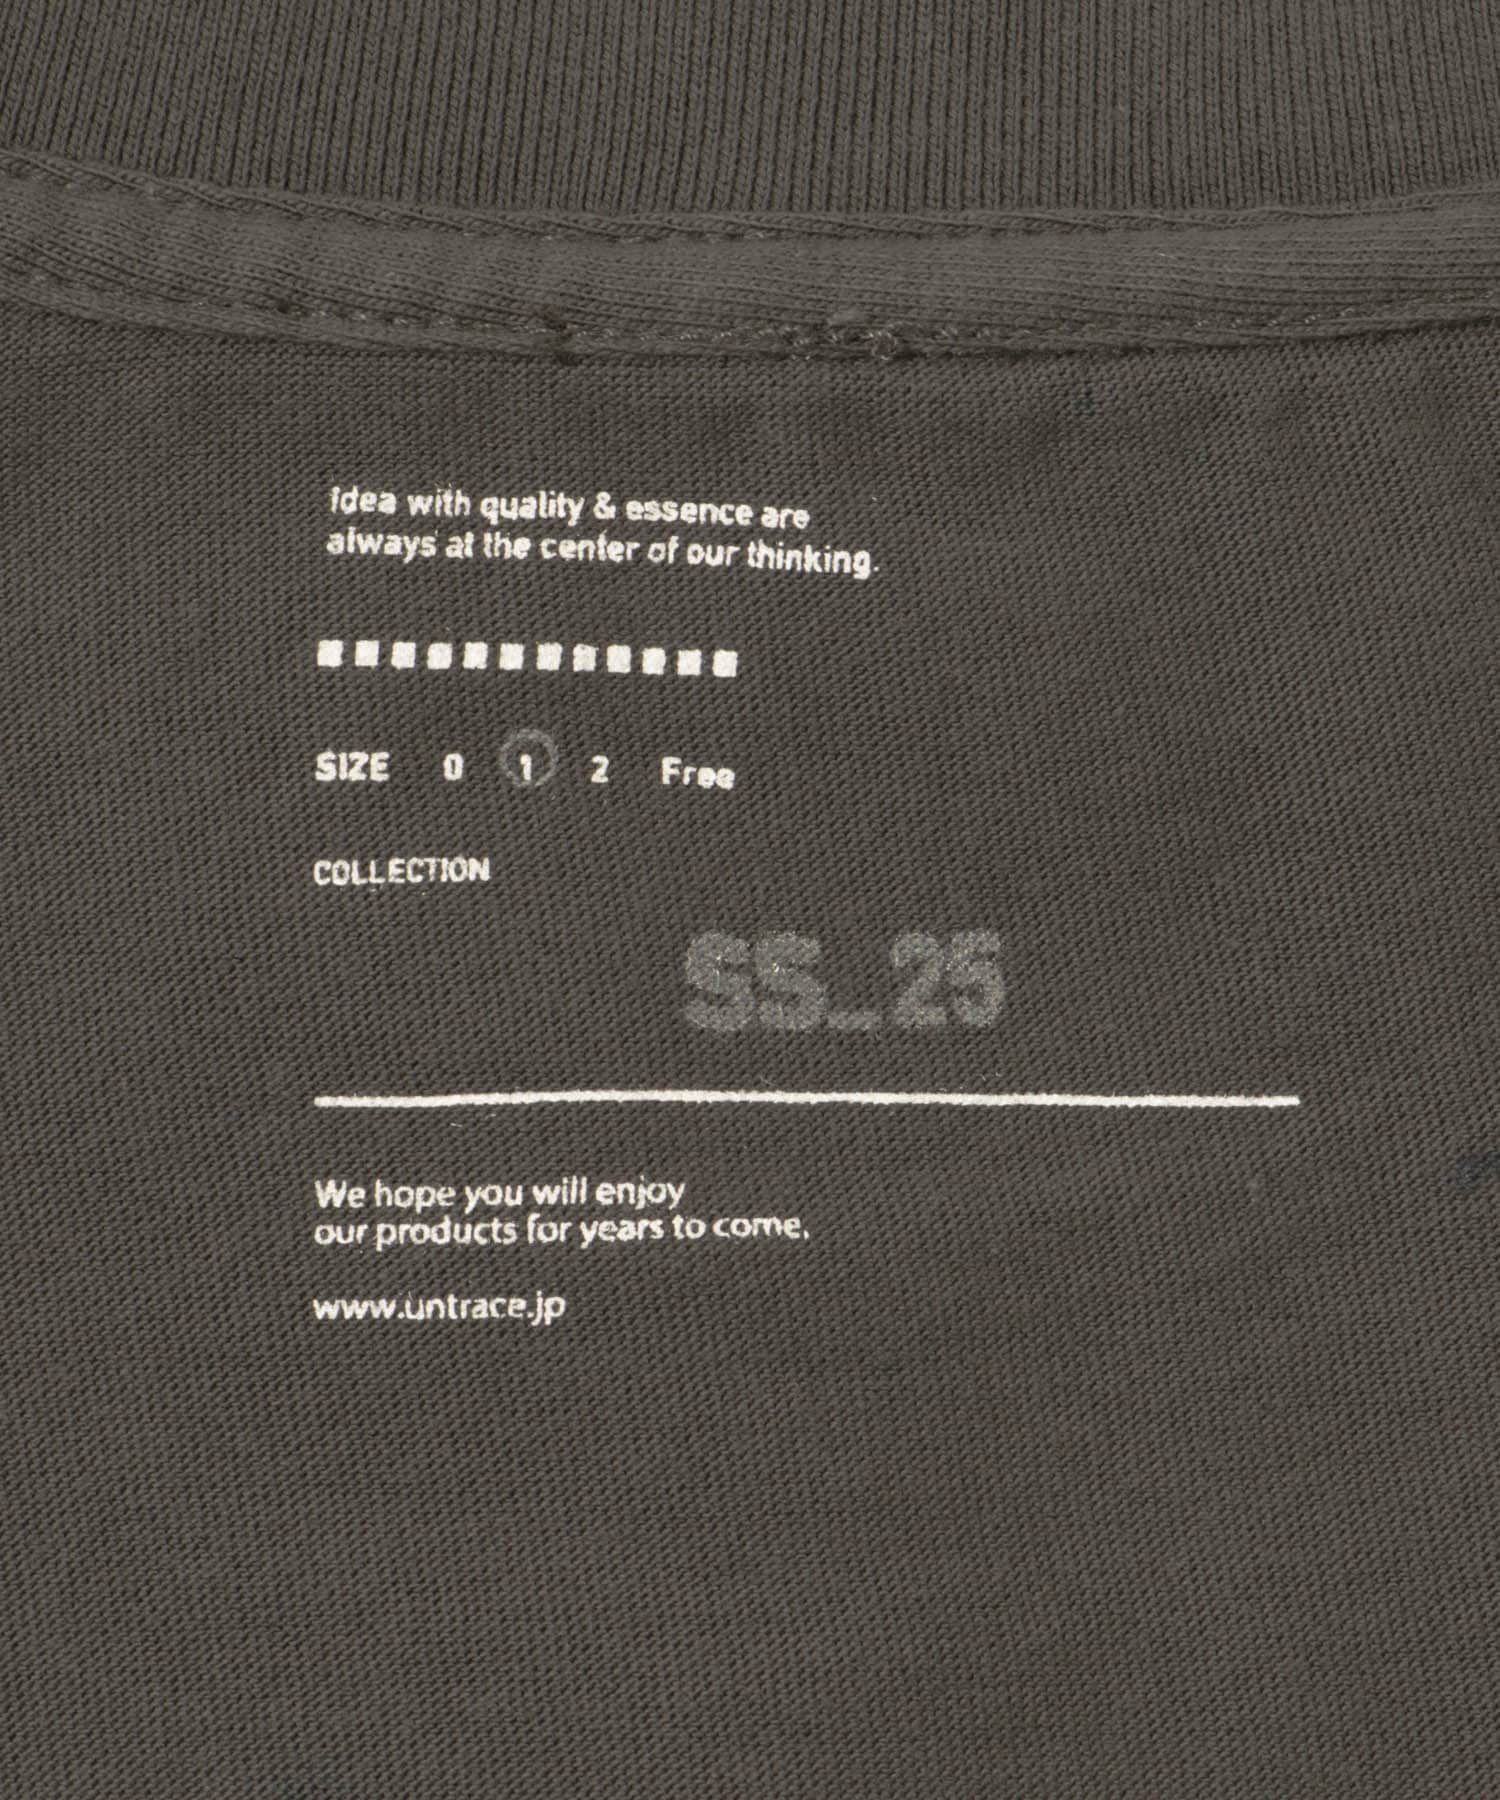 Idea with quality & essence are
always at the center of our thinking.
SIZE 0 1 2 Free
COLLECTION
SS_25
We hope you will enjoy
our products for years to come.
www.untrace.jp